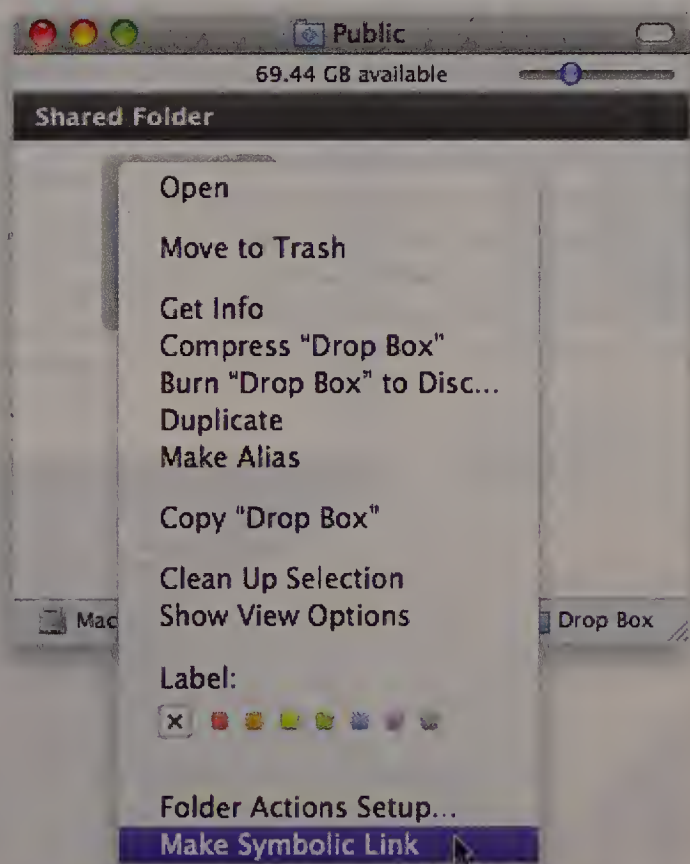 Public
69.44 GB available
Shared Folder
Open
Move to Trash
Get Info
Compress "Drop Box"
Burn "Drop Box" to Disc...
Duplicate
Make Alias
Copy "Drop Box"
Clean Up Selection
Show View Options
Mac
Drop Box
Label:
x
Folder Actions Setup...
Make Symbolic Link